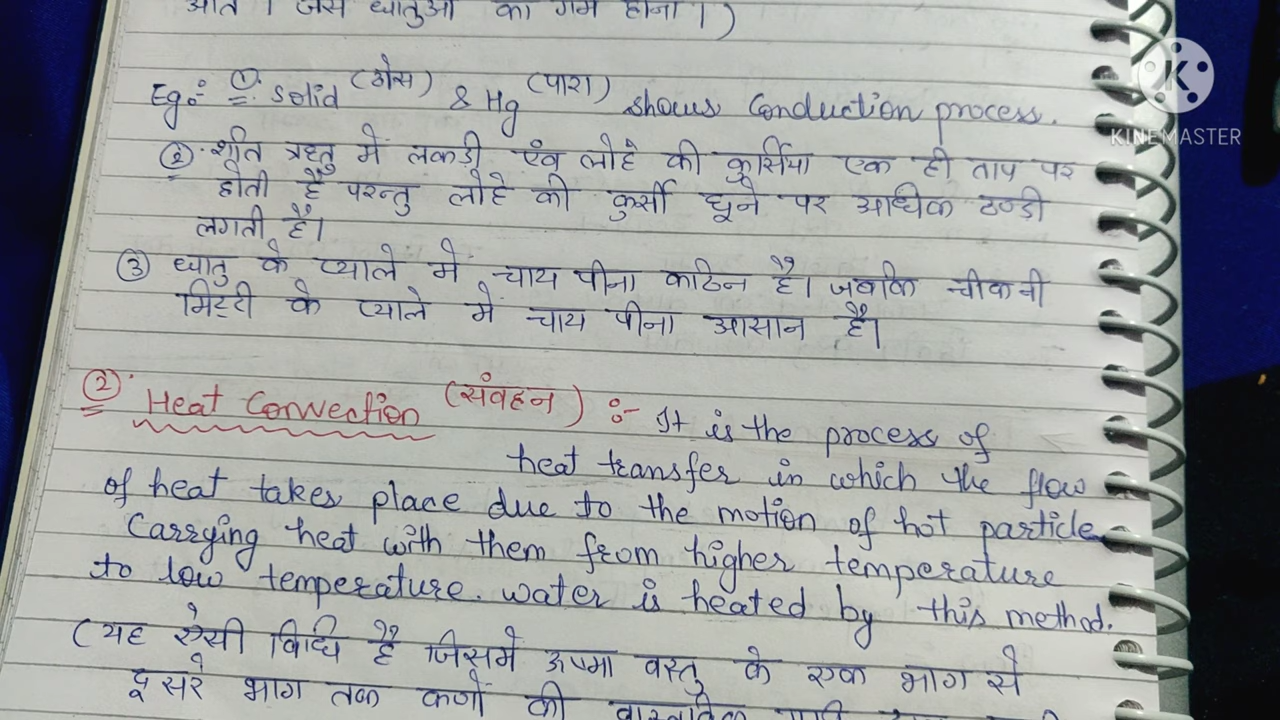 आते । जैसे धातुओं का गर्म होना । )
Eg:- ① Solid (ठोस) & Hg (पारा) shows Conduction process.
② शीत ऋतु में लकडी एंव लोहे की कुर्सिया एक ही ताप पर
होती हैं परन्तु लोहे की कुर्सी छूने पर अधिक ठण्डी
लगती हैं।
③ धातु के प्याले में चाय पीना कठिन है। जबकि चीकनी
मिट्टी के प्याले में चाय पीना आसान है।
② Heat Convection (संवहन) :- It is the process of
heat transfer in which the flow
of heat takes place due to the motion of hot particle
Carrying heat with them from higher temperature
to low temperature. water is heated by this method.
(यह ऐसी विधि है जिसमें ऊष्मा वस्तु के एक भाग से
दूसरे भाग तक कणों की वास्तविक
KINEMASTER